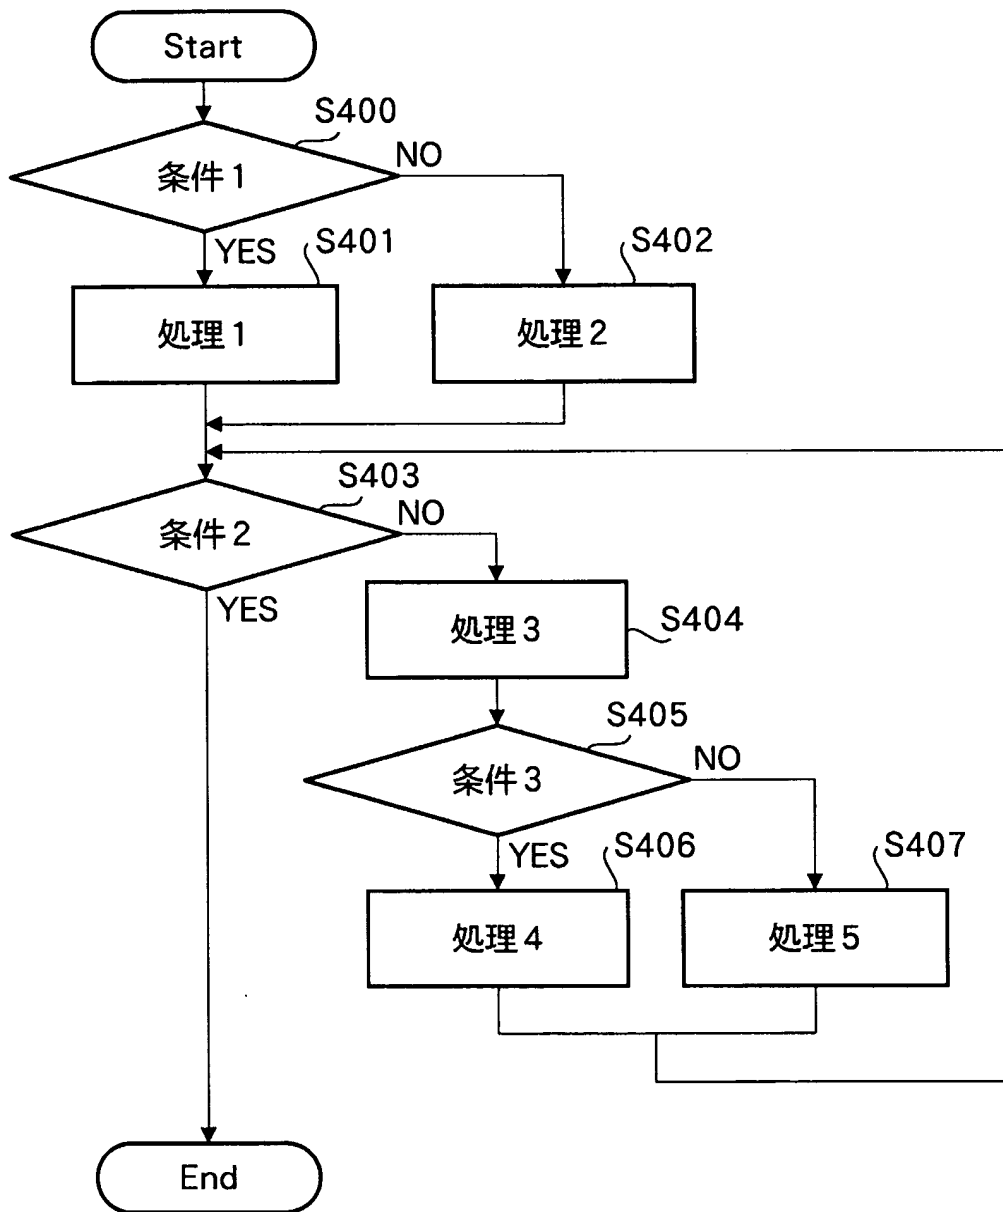 Start
S400
条件1
NO
YES
S401
S402
処理1
処理2
S403
条件2
NO
YES
処理3
S404
S405
条件3
NO
YES
S406
S407
処理4
処理5
End